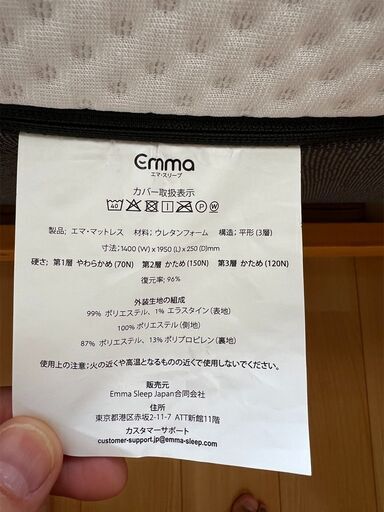 emma
エマ・スリープ
カバー取扱表示
40 P W
製品; エマ・マットレス 材料; ウレタンフォーム 構造; 平形 (3層)
寸法; 1400 (W) x 1950 (L) x 250 (D)mm
硬さ; 第1層 やわらかめ (70N) 第2層 かため (150N) 第3層 かため (120N)
復元率; 96%
外装生地の組成
99% ポリエステル、1% エラスタイン (表地)
100% ポリエステル (側地)
87% ポリエステル、13% ポリプロピレン (裏地)
使用上の注意 ; 火の近くや高温となるものの近くで使用しないでください。
販売元
Emma Sleep Japan合同会社
住所
東京都港区赤坂2-11-7 ATT新館11階
カスタマーサポート
customer-support.jp@emma-sleep.com